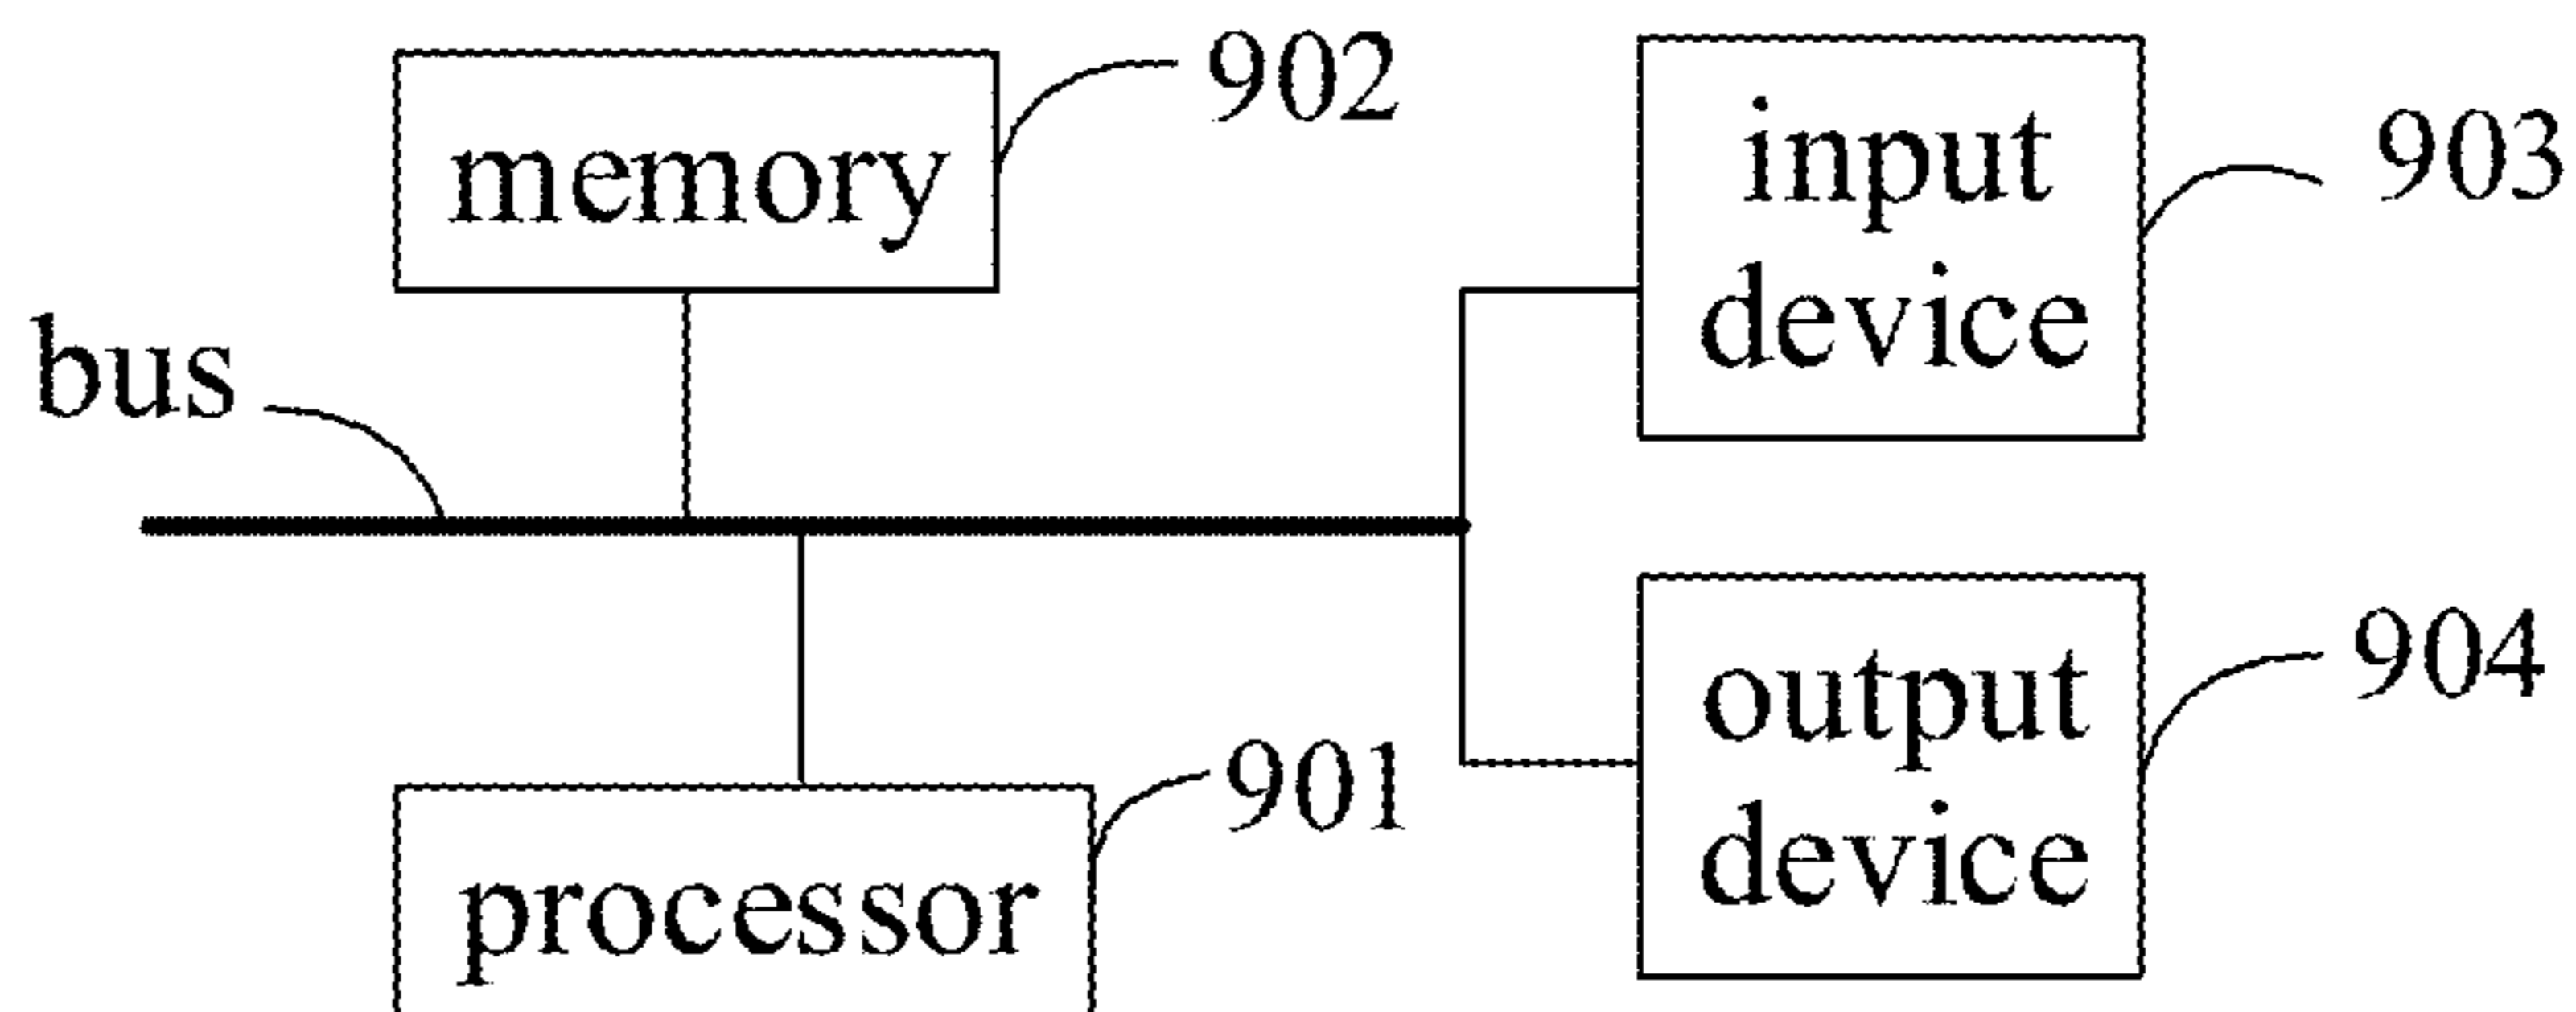 memory
902
input
device
903
bus
output
device
904
processor
901